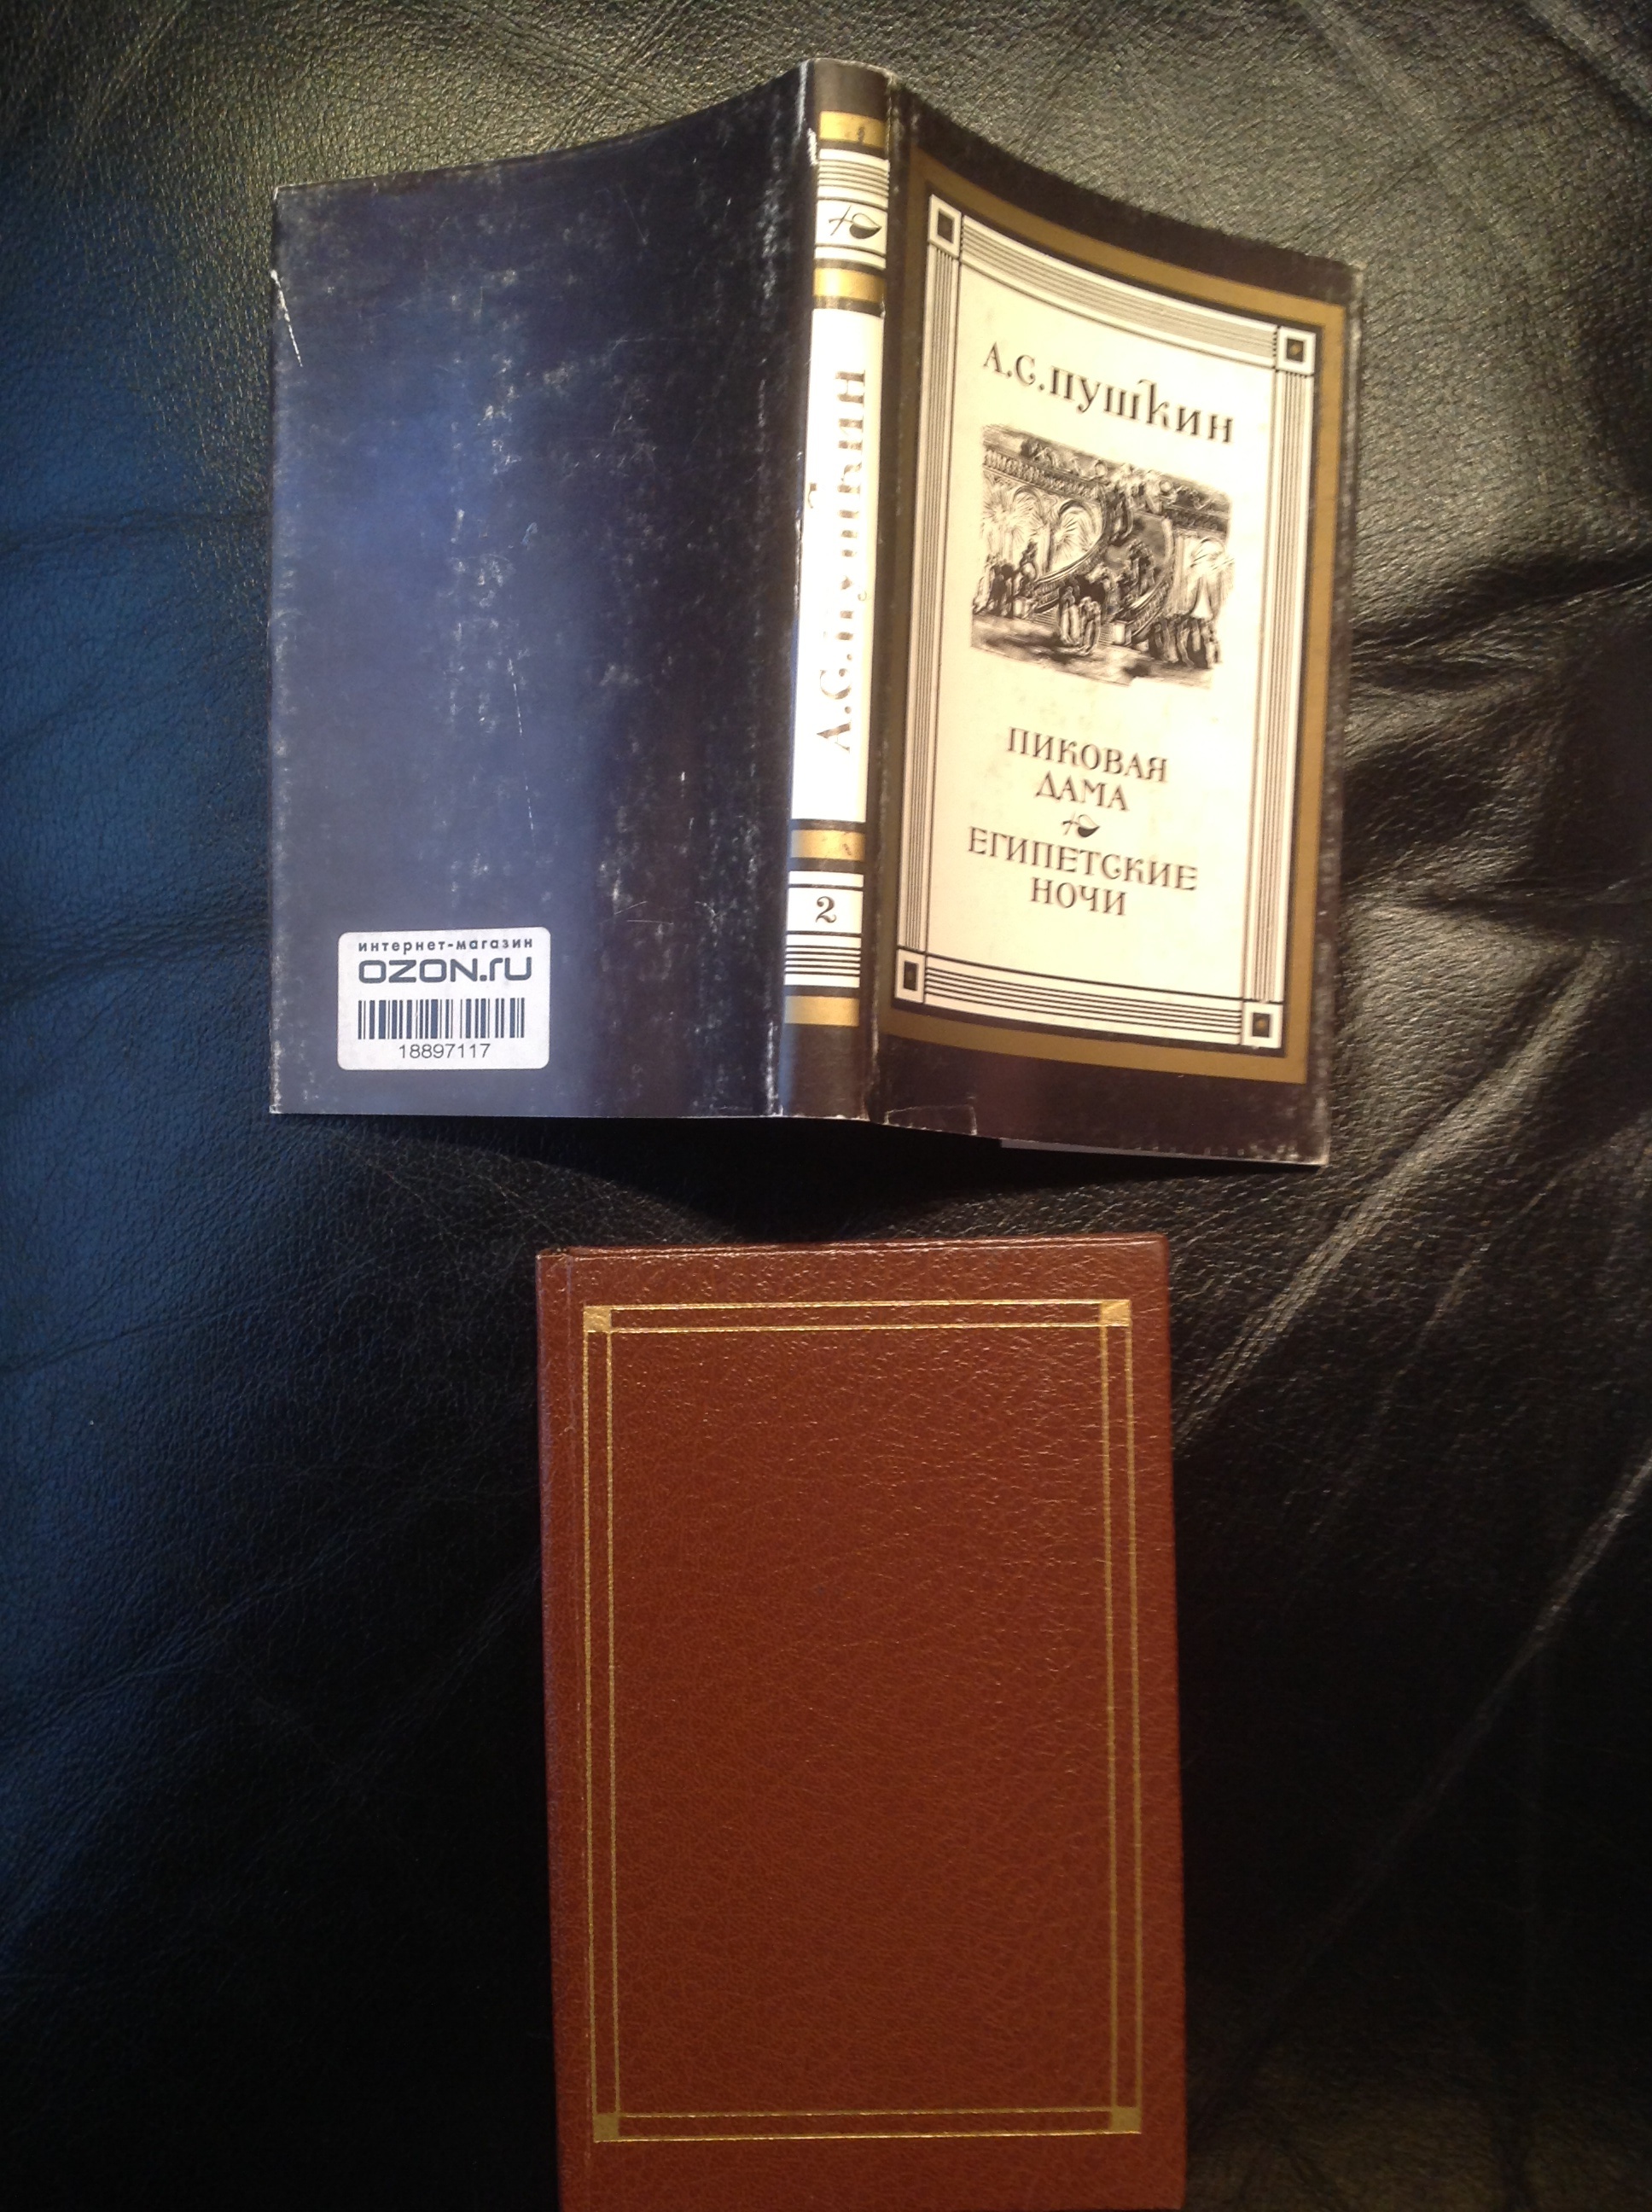 А.С.ПУШКИН
ПИКОВАЯ
ДАМА
ЕГИПЕТСКИЕ
НОЧИ
А.С.ПУШКИН
2
интернет-магазин
OZON.RU
18897117